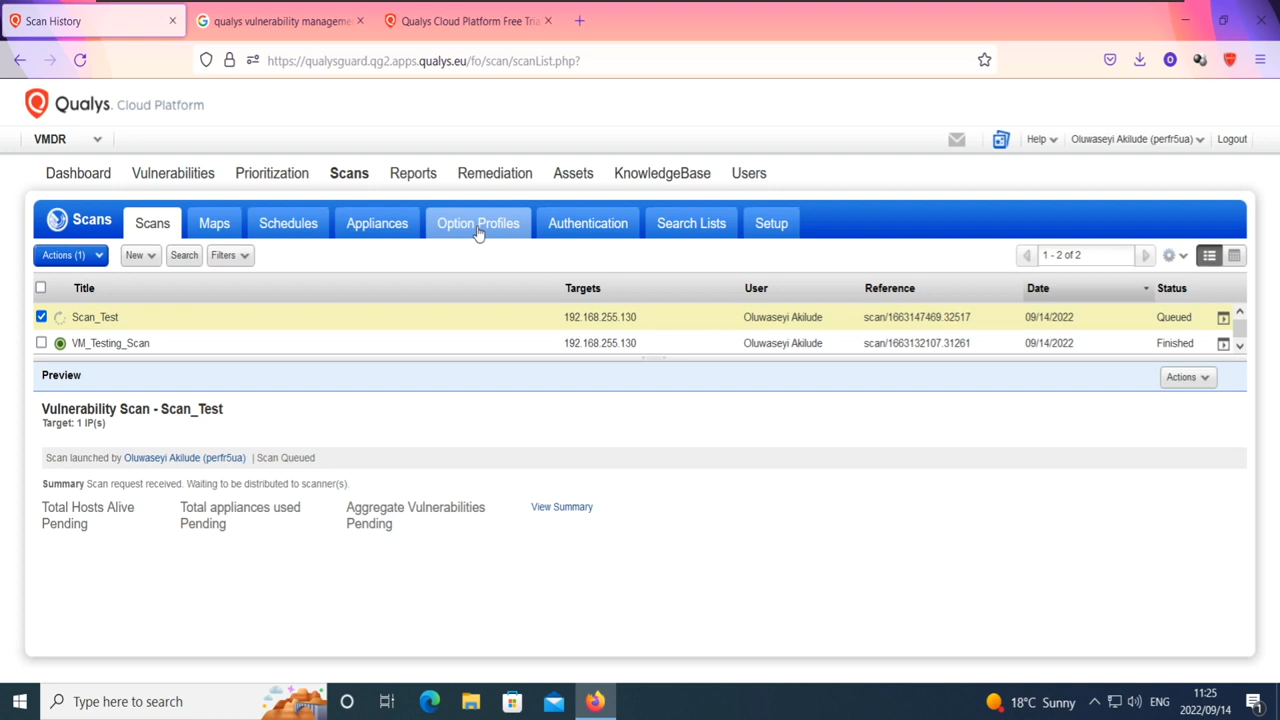 Scan History
qualys vulnerability manageme
Qualys Cloud Platform Free Tria
https://qualysguard.qg2.apps.qualys.eu/fo/scan/scanList.php?
Qualys. Cloud Platform
VMDR
Help
Oluwaseyi Akilude (perfr5ua)
Logout
Dashboard Vulnerabilities Prioritization Scans Reports Remediation Assets KnowledgeBase Users
Scans Scans Maps Schedules Appliances Option Profiles Authentication Search Lists Setup
Actions (1) New Search Filters 1 - 2 of 2
Title Targets User Reference Date Status
Scan_Test 192.168.255.130 Oluwaseyi Akilude scan/1663147469.32517 09/14/2022 Queued
VM_Testing_Scan 192.168.255.130 Oluwaseyi Akilude scan/1663132107.31261 09/14/2022 Finished
Preview
Actions
Vulnerability Scan - Scan_Test
Target: 1 IP(s)
Scan launched by Oluwaseyi Akilude (perfr5ua) | Scan Queued
Summary Scan request received. Waiting to be distributed to scanner(s).
Total Hosts Alive Total appliances used Aggregate Vulnerabilities View Summary
Pending Pending Pending
Type here to search
18°C Sunny
ENG
11:25
2022/09/14
1